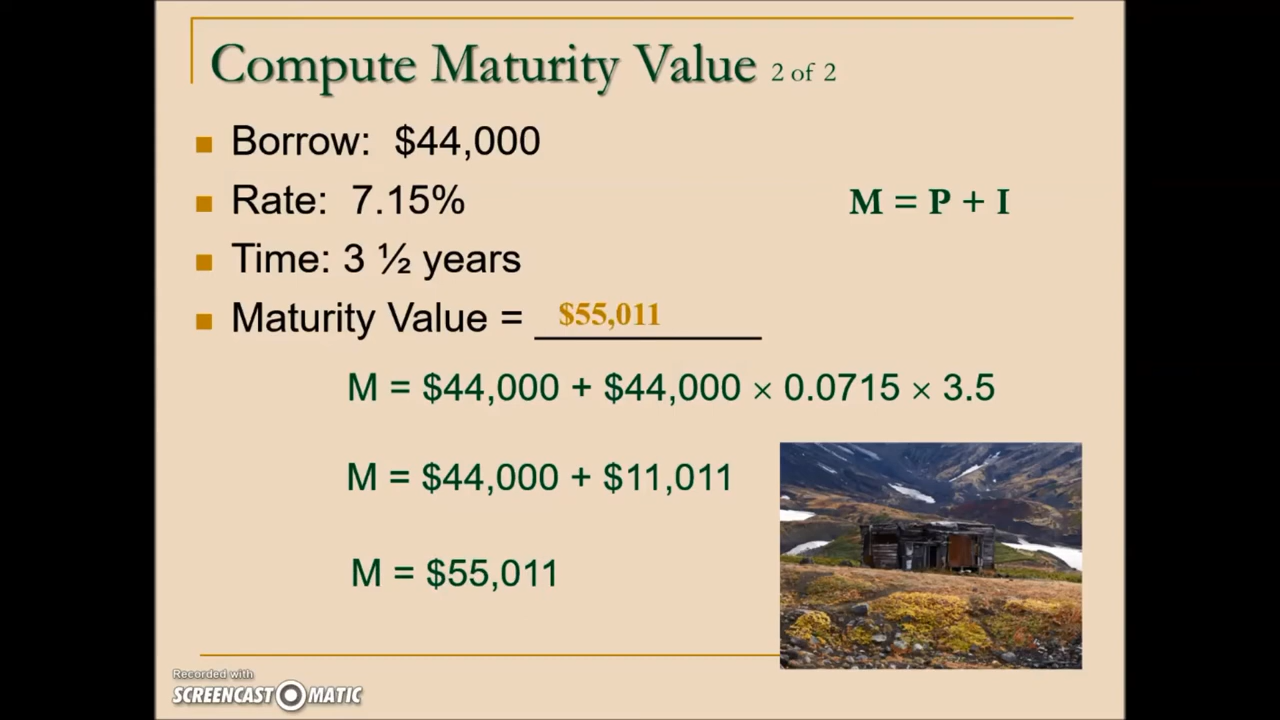 Compute Maturity Value 2 of 2
Borrow: $44,000
Rate: 7.15%
M = P + I
Time: 3 ½ years
Maturity Value = $55,011
M = $44,000 + $44,000 × 0.0715 × 3.5
M = $44,000 + $11,011
M = $55,011
Recorded with
SCREENCAST MATIC